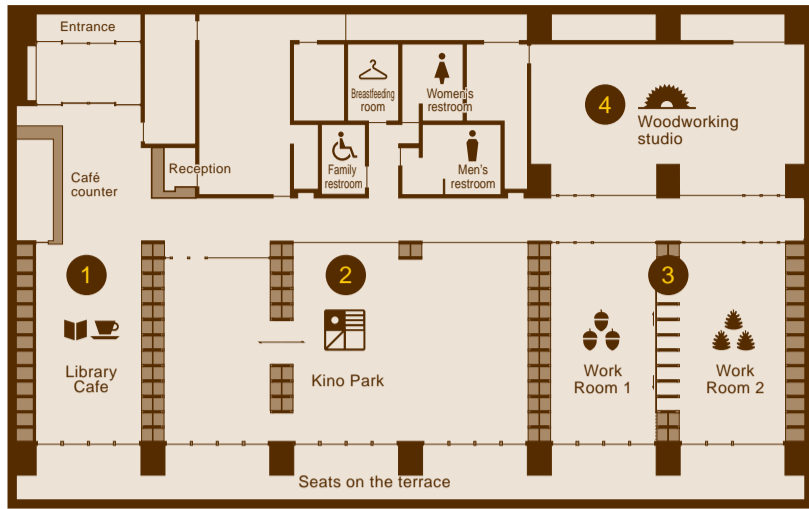 Entrance
Breastfeeding
room
Women's
restroom
4
Woodworking
studio
Reception
Family
restroom
Men's
restroom
Café
counter
1
2
3
Library
Cafe
Kino Park
Work
Room 1
Work
Room 2
Seats on the terrace